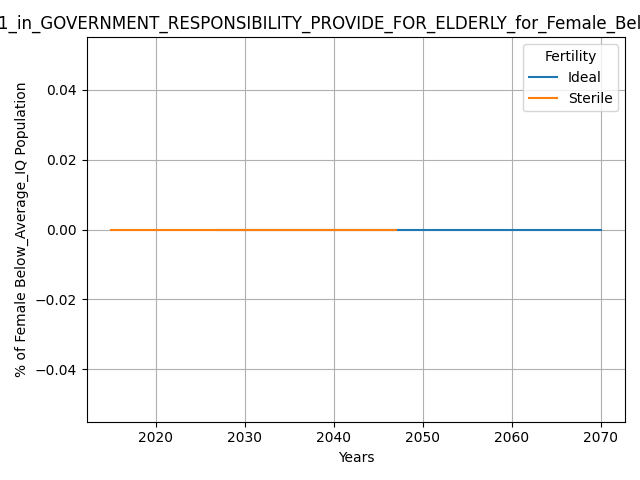 1_in_GOVERNMENT_RESPONSIBILITY_PROVIDE_FOR_ELDERLY_for_Female_Bel
Fertility
Ideal
Sterile
% of Female Below_Average_IQ Population
0.04
0.02
0.00
−0.02
−0.04
2020 2030 2040 2050 2060 2070
Years